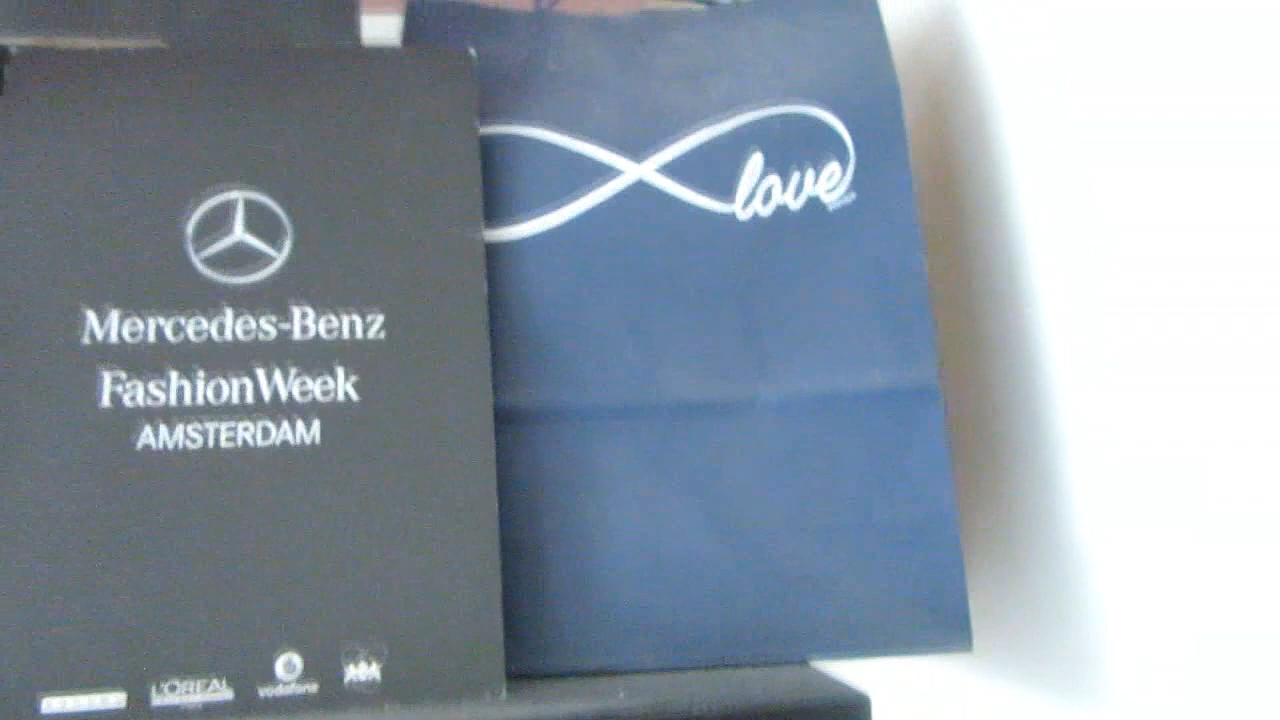 Mercedes-Benz
FashionWeek
AMSTERDAM
love
L'ORÉAL
vodafone